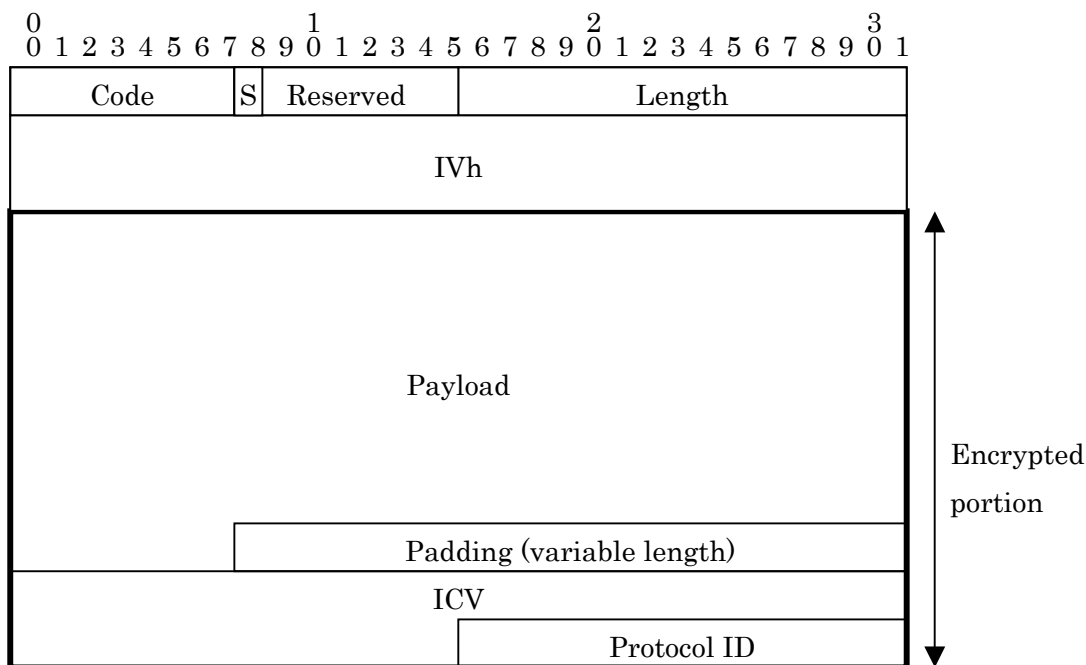 0 1 2 3
0 1 2 3 4 5 6 7 8 9 0 1 2 3 4 5 6 7 8 9 0 1 2 3 4 5 6 7 8 9 0 1
Code S Reserved Length
IVh
Payload
Encrypted
portion
Padding (variable length)
ICV
Protocol ID